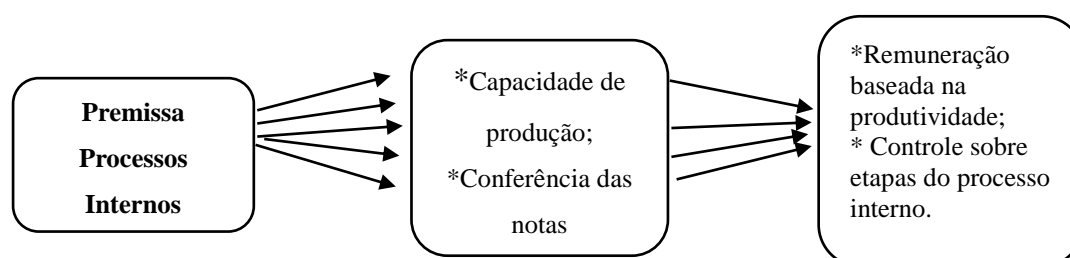 Premissa
Processos
Internos
*Capacidade de
produção;
*Conferência das
notas
*Remuneração
baseada na
produtividade;
* Controle sobre
etapas do processo
interno.